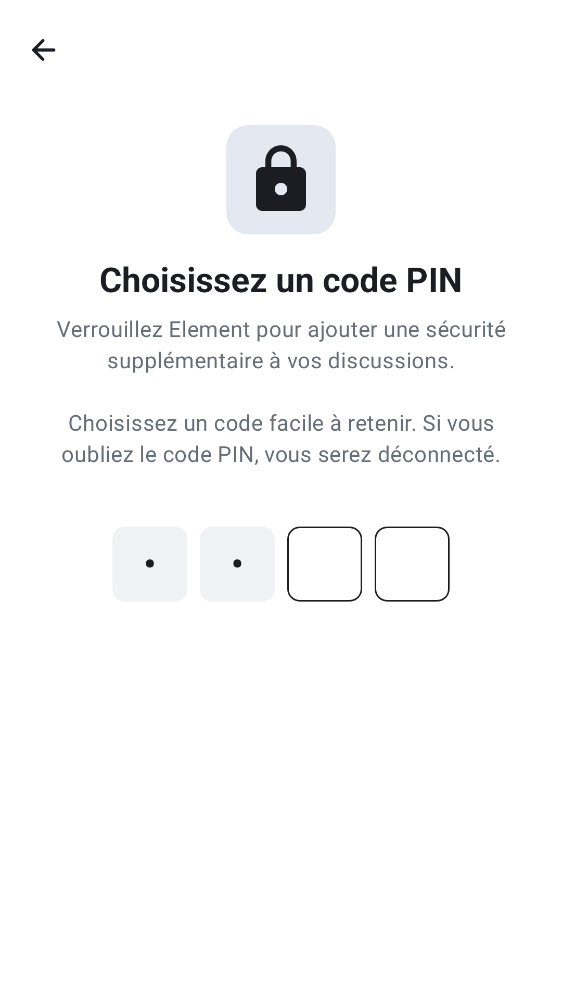 Choisissez un code PIN
Verrouillez Element pour ajouter une sécurité
supplémentaire à vos discussions.
Choisissez un code facile à retenir. Si vous
oubliez le code PIN, vous serez déconnecté.